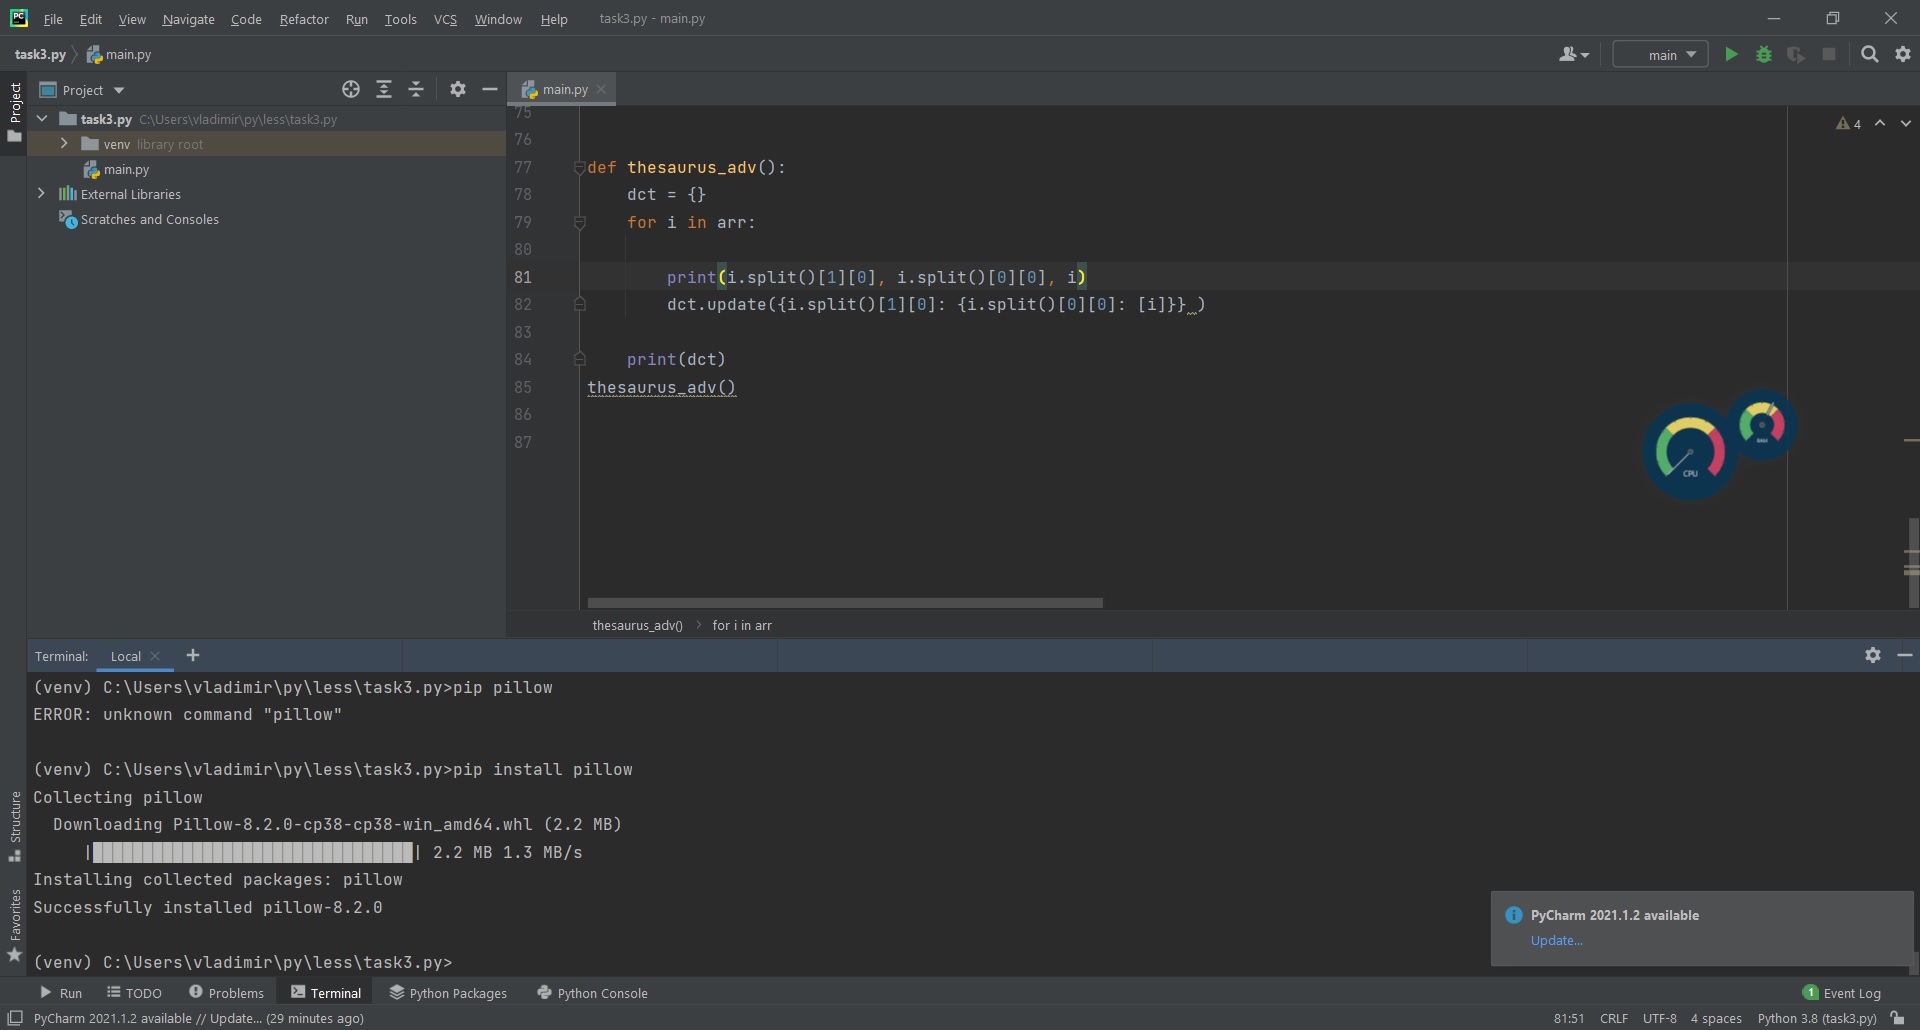 PC File Edit View Navigate Code Refactor Run Tools VCS Window Help task3.py - main.py
task3.py main.py main
Project
Project
task3.py C:\Users\vladimir\py\less\task3.py
venv library root
main.py
External Libraries
Scratches and Consoles
main.py
4
75
76
77 def thesaurus_adv():
78 dct = {}
79 for i in arr:
80
81 print(i.split()[1][0], i.split()[0][0], i)
82 dct.update({i.split()[1][0]: {i.split()[0][0]: [i]}} )
83
84 print(dct)
85 thesaurus_adv()
86
87
CPU
RAM
thesaurus_adv() for i in arr
Terminal: Local
(venv) C:\Users\vladimir\py\less\task3.py>pip pillow
ERROR: unknown command "pillow"
(venv) C:\Users\vladimir\py\less\task3.py>pip install pillow
Collecting pillow
Downloading Pillow-8.2.0-cp38-cp38-win_amd64.whl (2.2 MB)
|████████████████████████████████| 2.2 MB 1.3 MB/s
Installing collected packages: pillow
Successfully installed pillow-8.2.0
(venv) C:\Users\vladimir\py\less\task3.py>
Structure
Favorites
PyCharm 2021.1.2 available
Update...
Run TODO Problems Terminal Python Packages Python Console 1 Event Log
PyCharm 2021.1.2 available // Update... (29 minutes ago) 81:51 CRLF UTF-8 4 spaces Python 3.8 (task3.py)